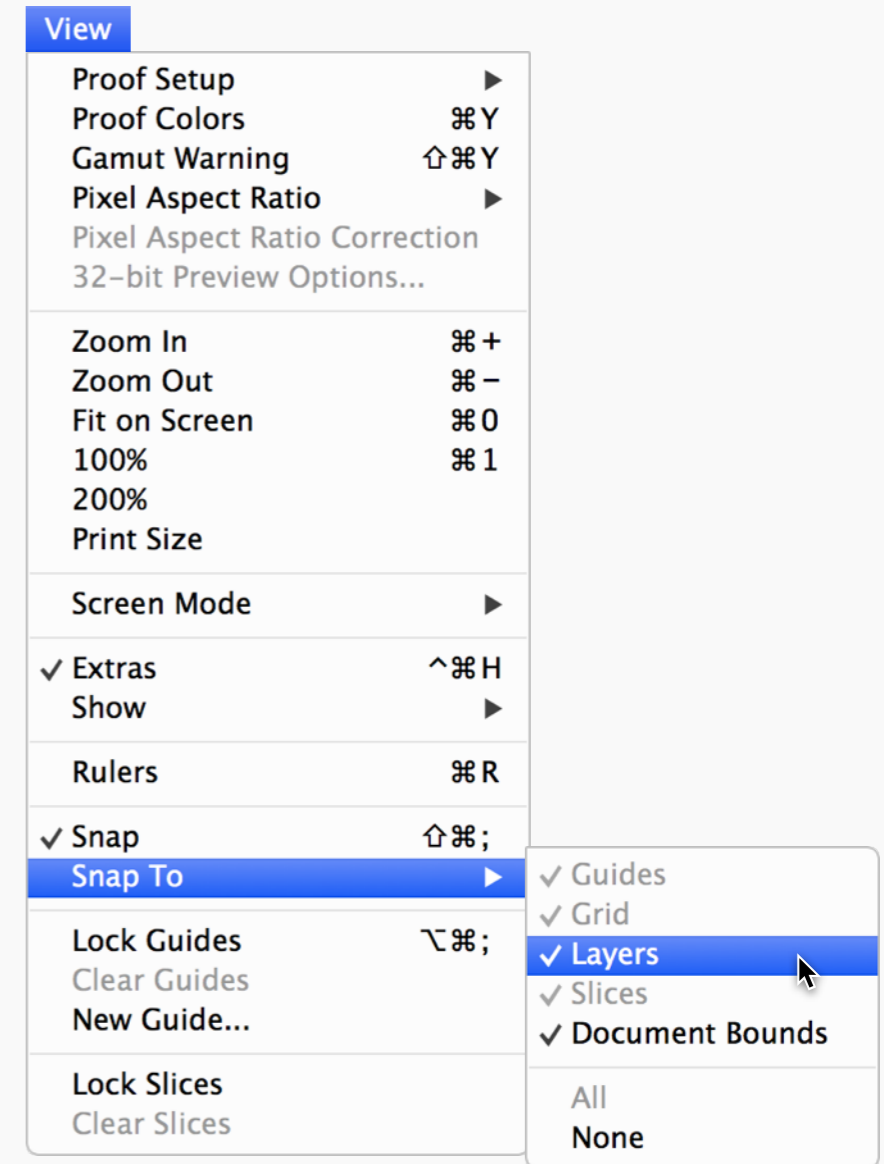 View
Proof Setup ▶
Proof Colors ⌘Y
Gamut Warning ⇧⌘Y
Pixel Aspect Ratio ▶
Pixel Aspect Ratio Correction
32-bit Preview Options...
Zoom In ⌘+
Zoom Out ⌘−
Fit on Screen ⌘0
100% ⌘1
200%
Print Size
Screen Mode ▶
✓ Extras ^⌘H
Show ▶
Rulers ⌘R
✓ Snap ⇧⌘;
Snap To ▶
Lock Guides ⌥⌘;
Clear Guides
New Guide...
Lock Slices
Clear Slices
✓ Guides
✓ Grid
✓ Layers
✓ Slices
✓ Document Bounds
All
None